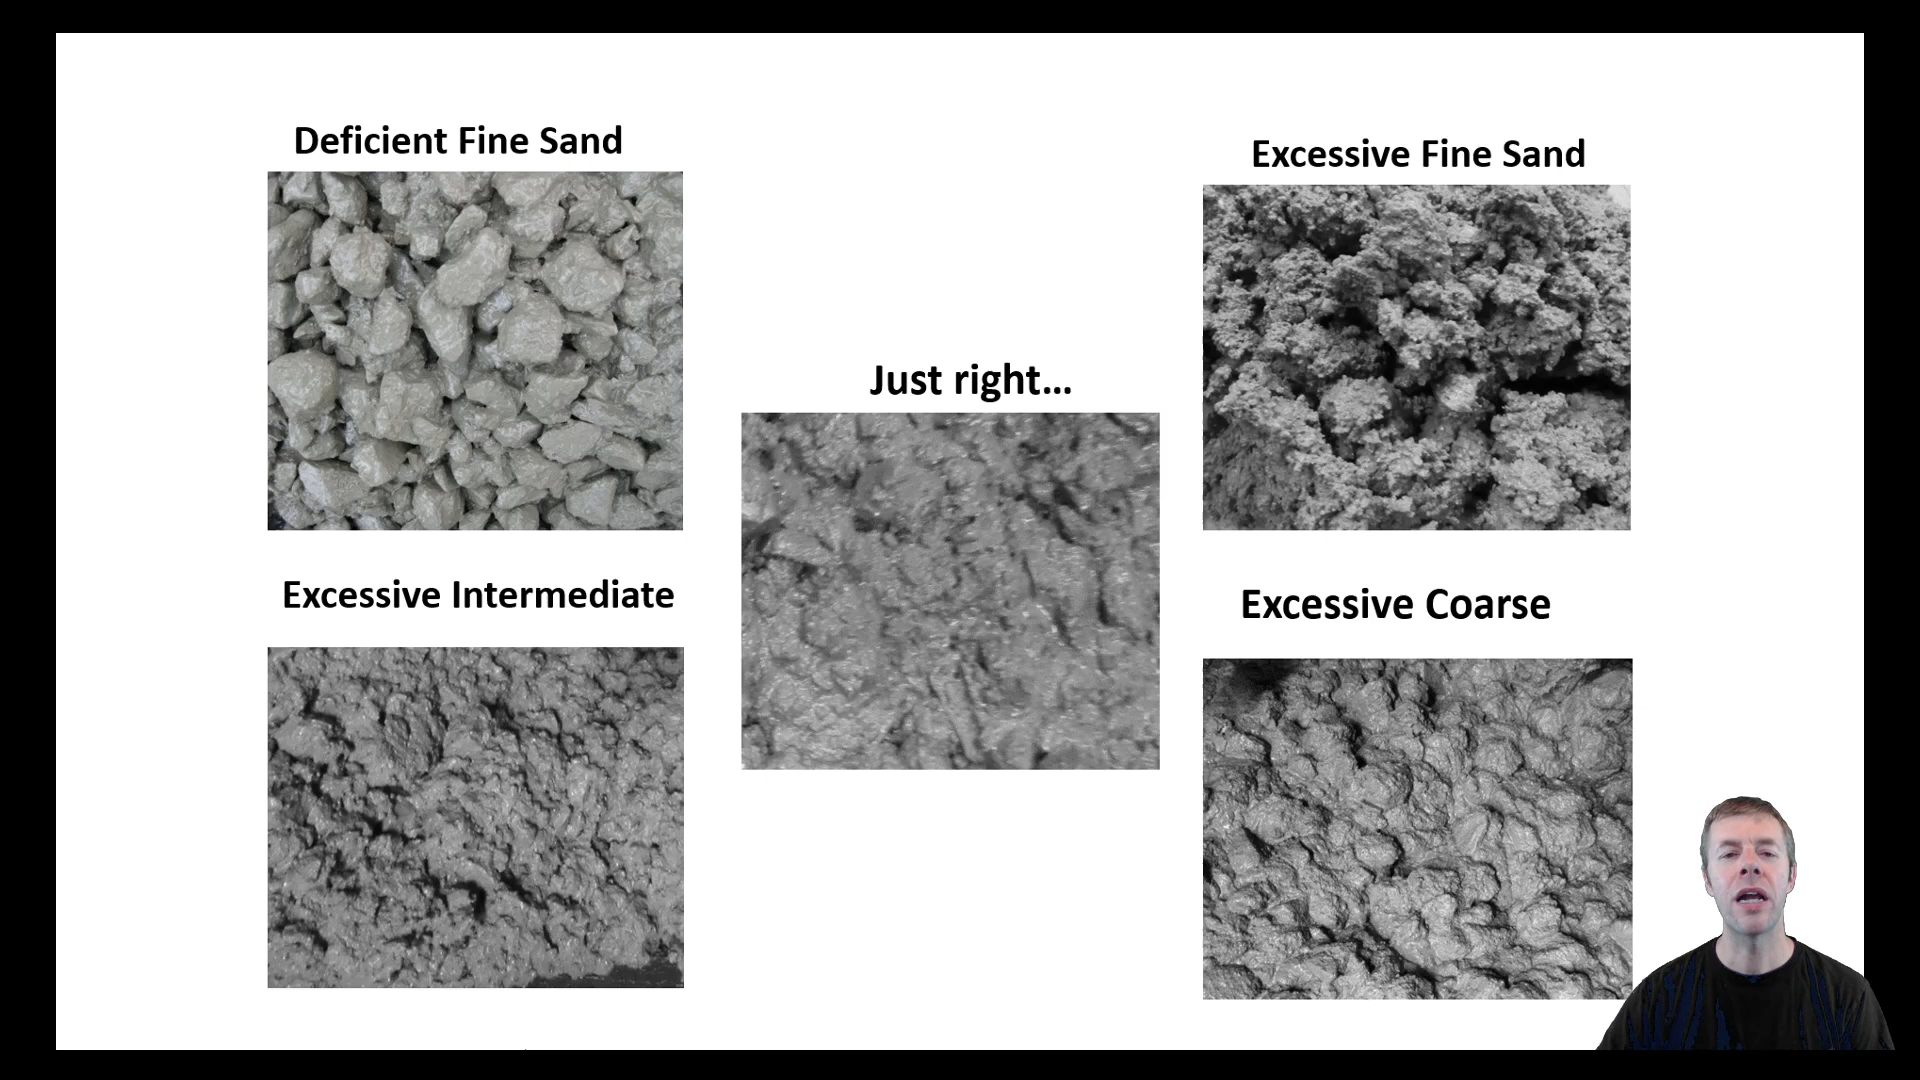 Deficient Fine Sand
Excessive Fine Sand
Just right...
Excessive Intermediate
Excessive Coarse